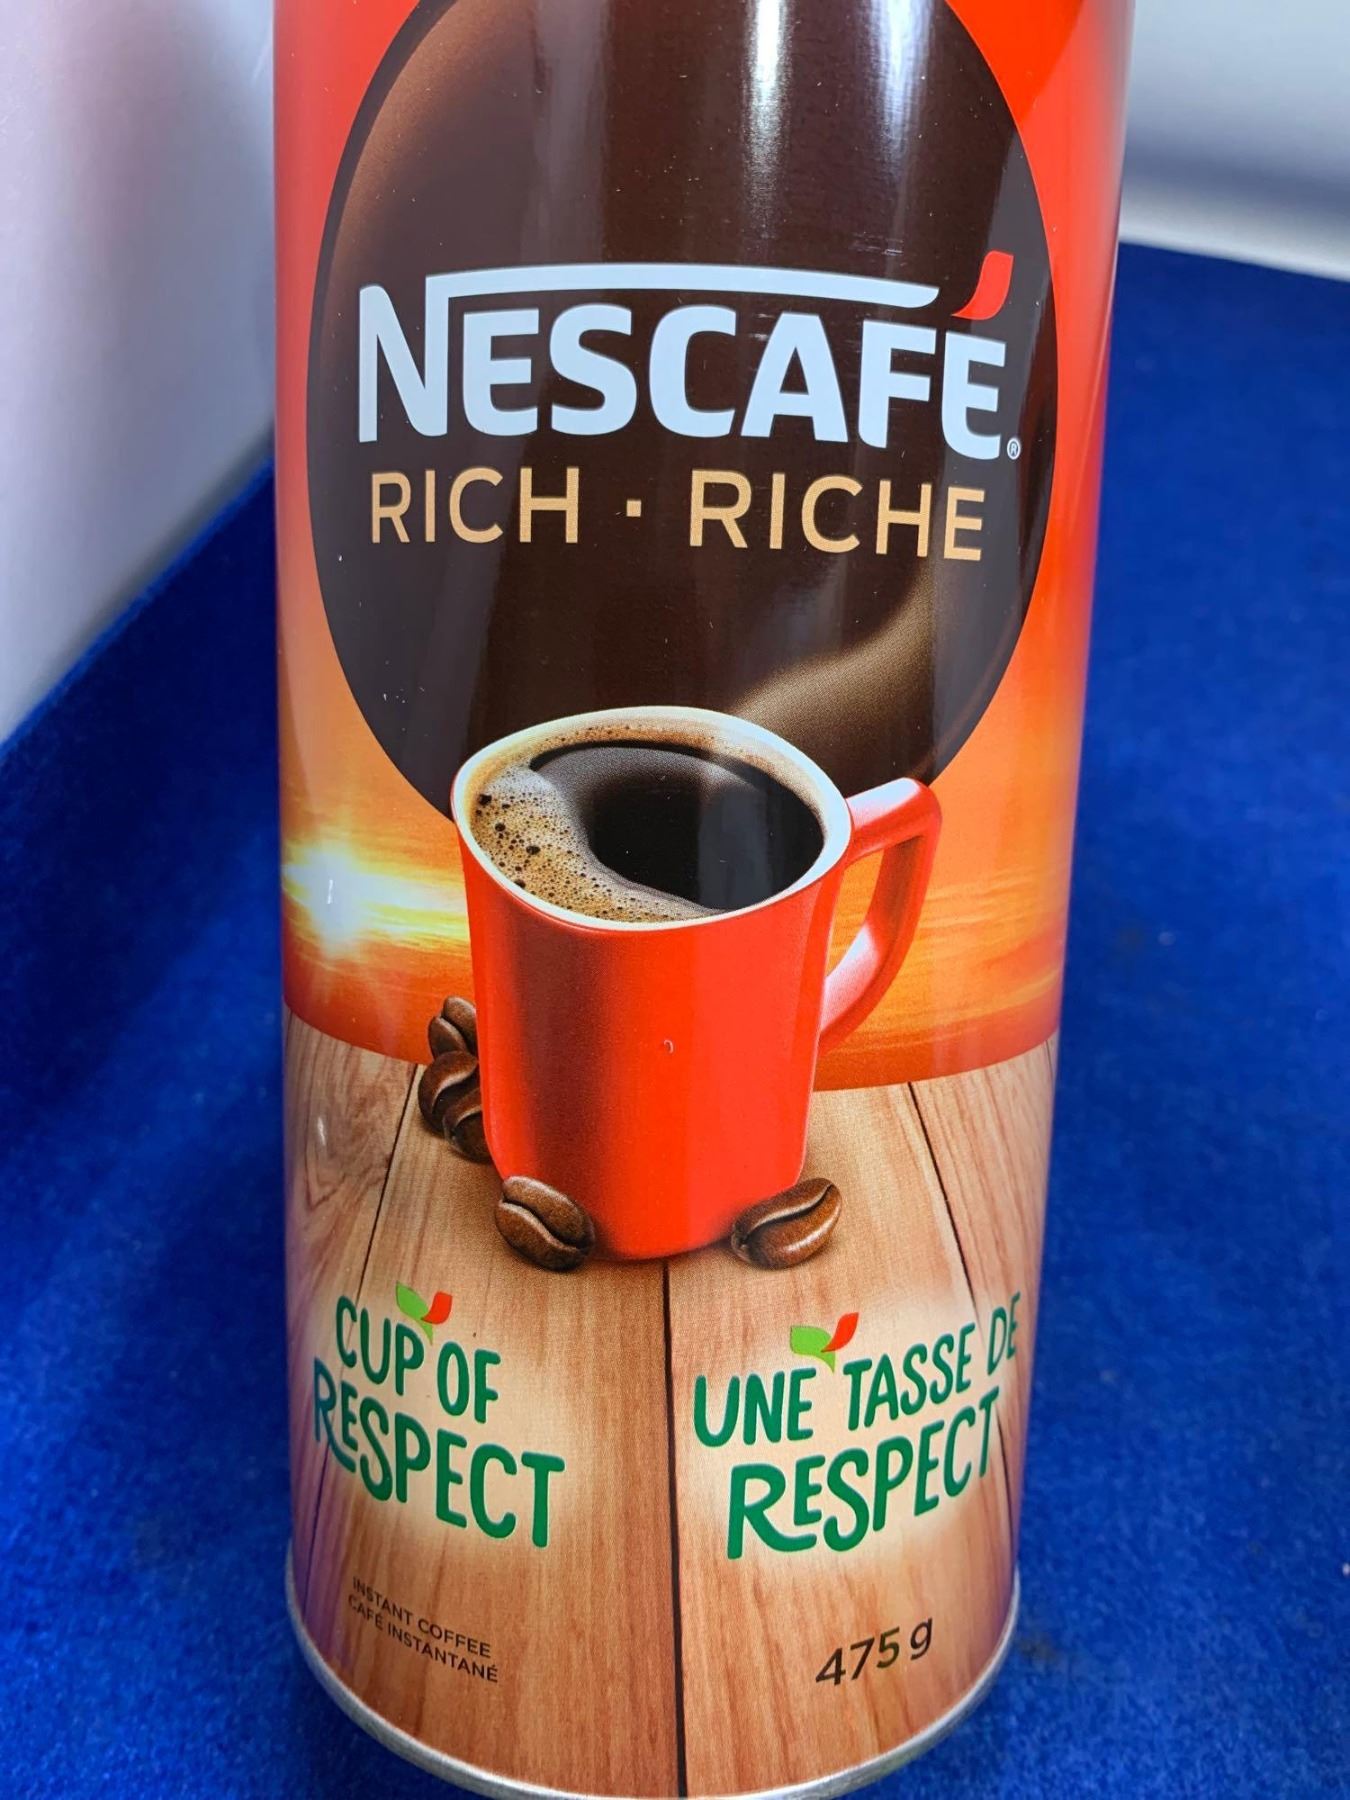 NESCAFÉ®
RICH · RICHE
CUP OF
RESPECT
UNE TASSE DE
RESPECT
INSTANT COFFEE
CAFÉ INSTANTANÉ
475 g